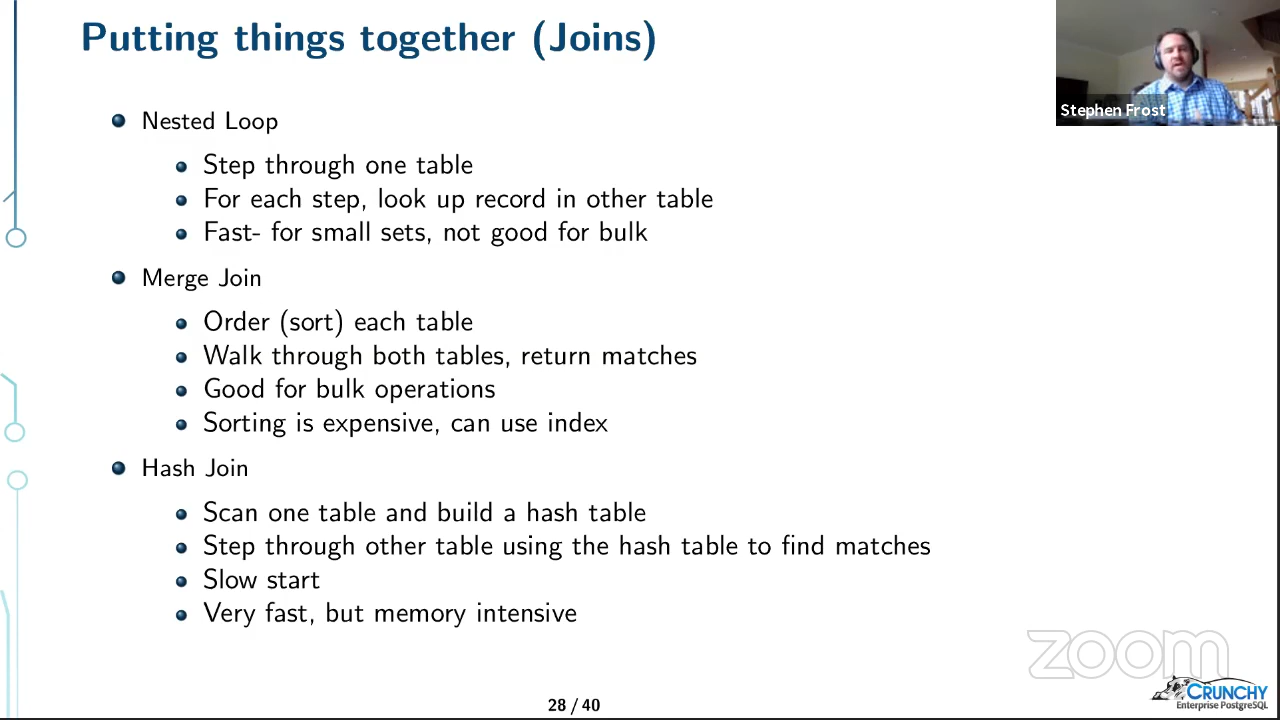 Putting things together (Joins)
Stephen Frost
Nested Loop
Step through one table
For each step, look up record in other table
Fast- for small sets, not good for bulk
Merge Join
Order (sort) each table
Walk through both tables, return matches
Good for bulk operations
Sorting is expensive, can use index
Hash Join
Scan one table and build a hash table
Step through other table using the hash table to find matches
Slow start
Very fast, but memory intensive
zoom
28 / 40
CRUNCHY
Enterprise PostgreSQL